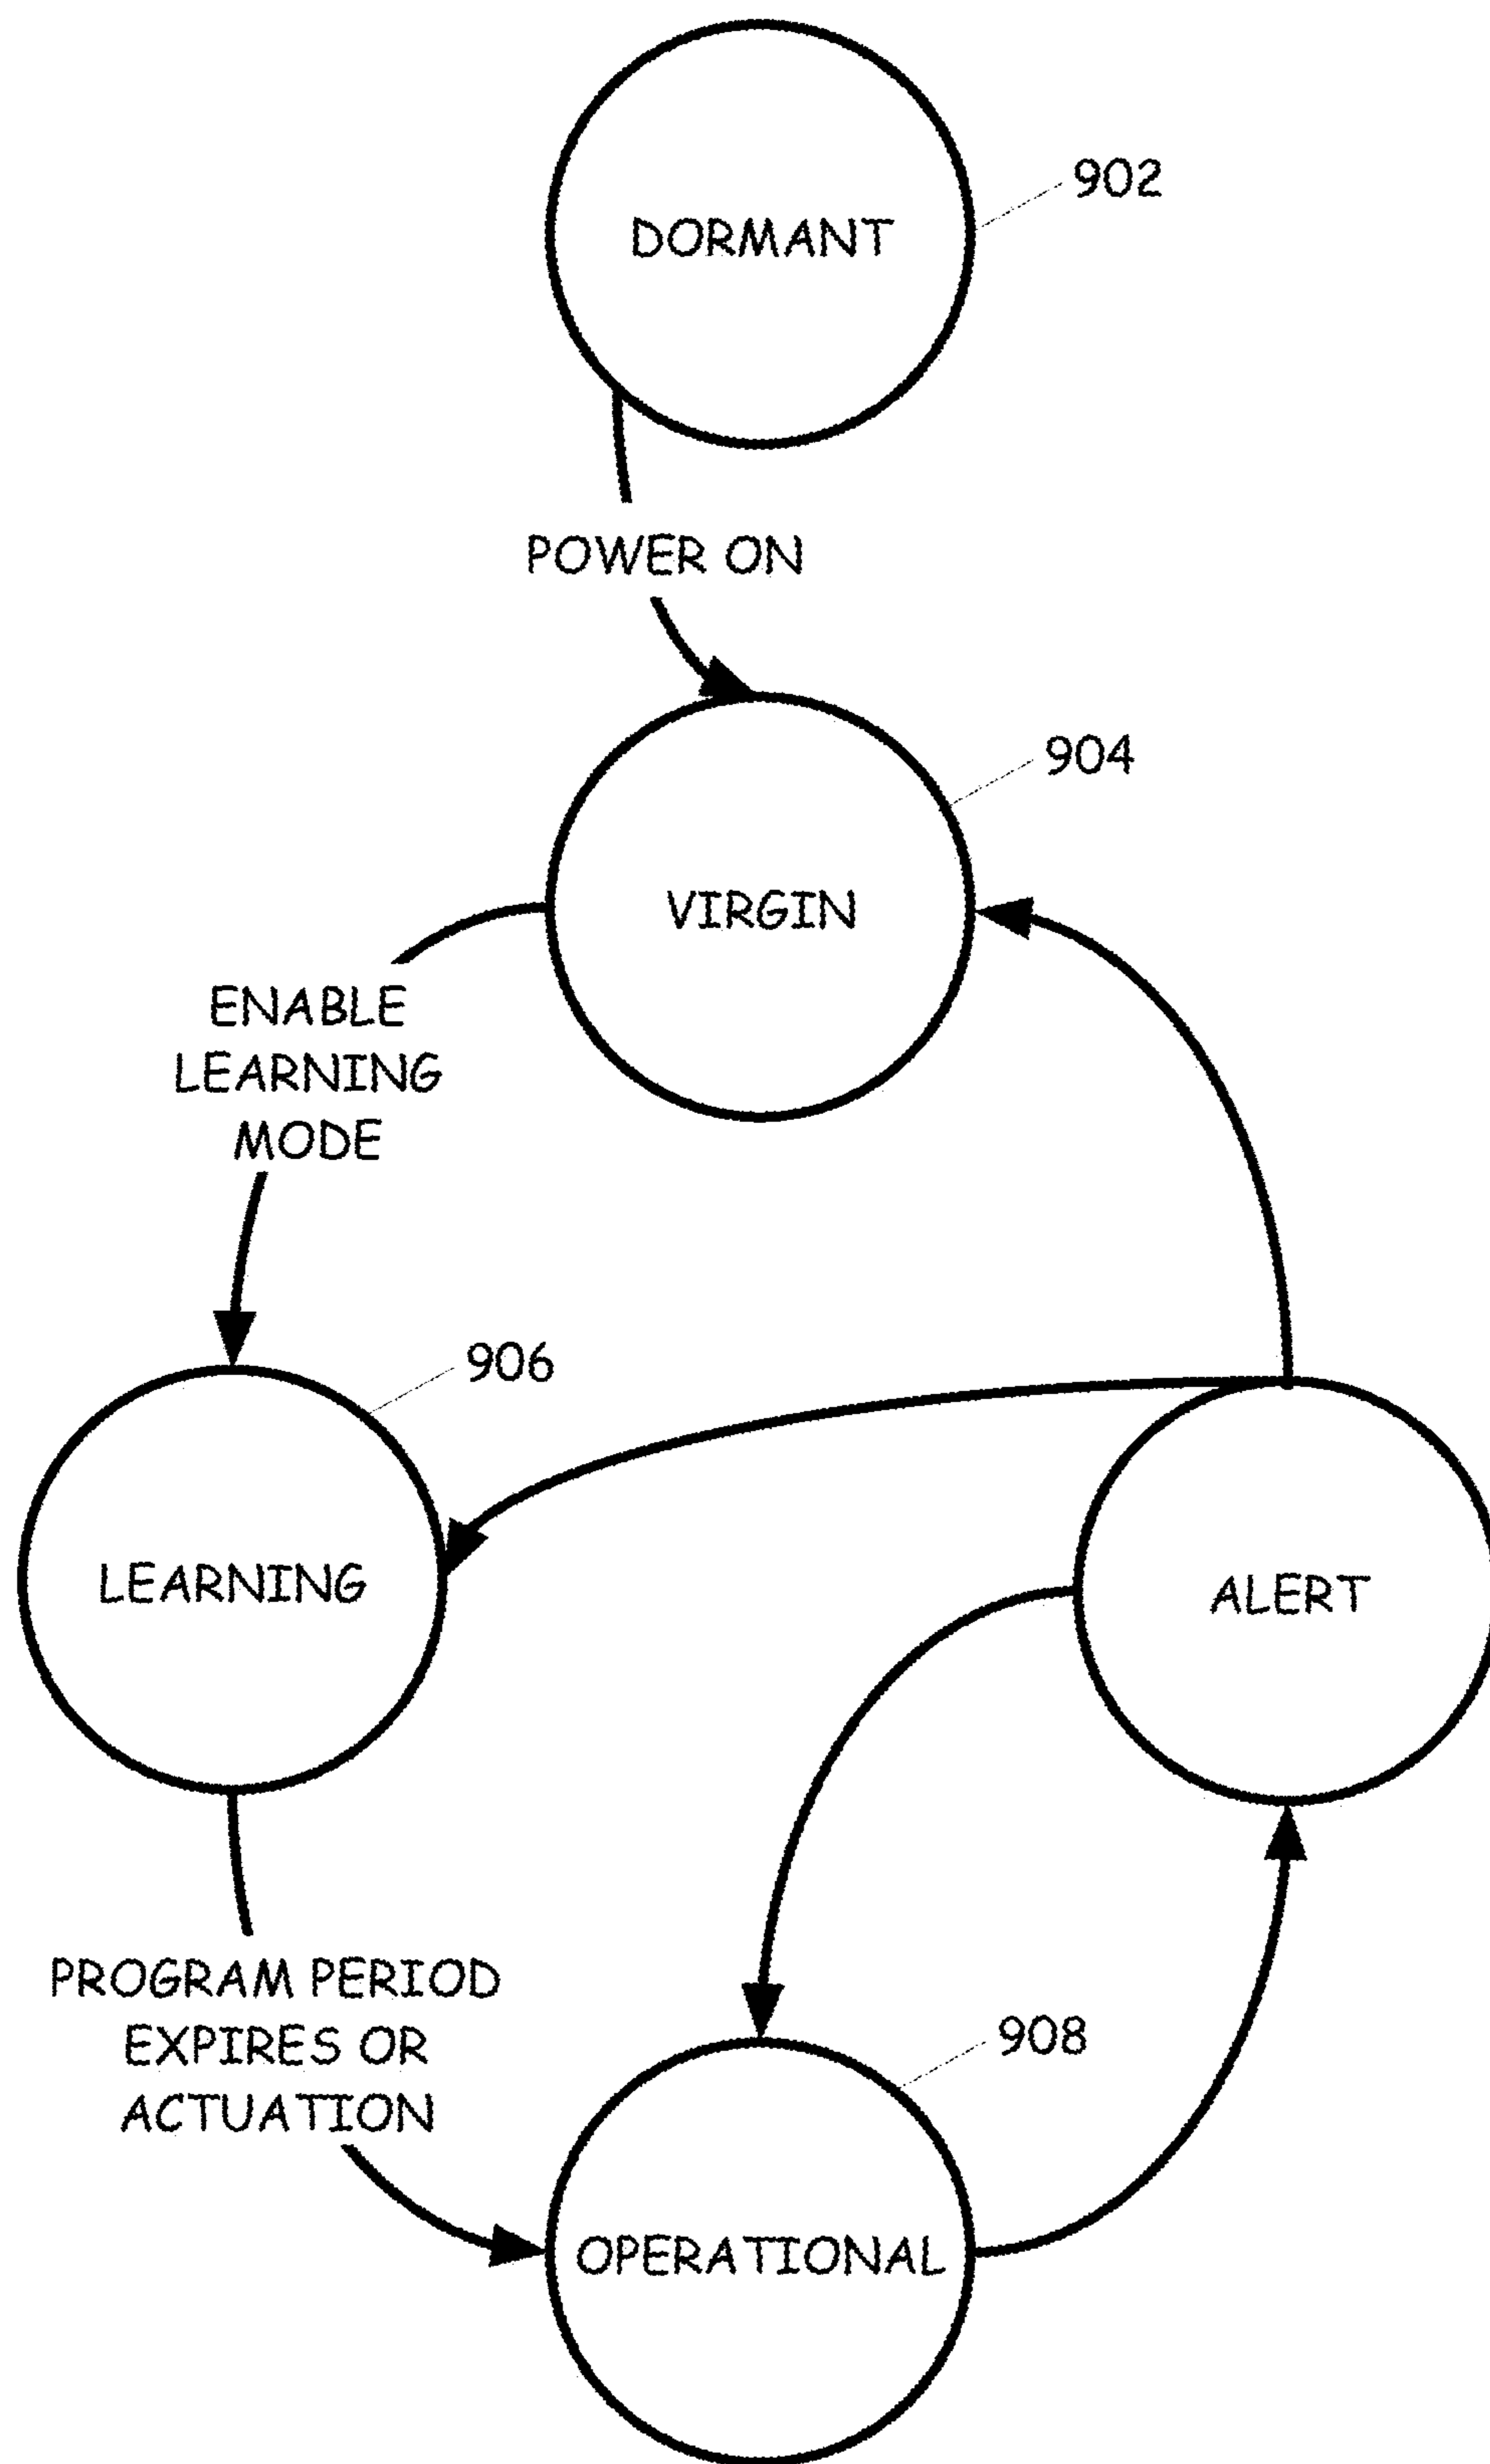 902
DORMANT
POWER ON
904
VIRGIN
ENABLE
LEARNING
MODE
906
LEARNING
ALERT
PROGRAM PERIOD
EXPIRES OR
ACTUATION
908
OPERATIONAL